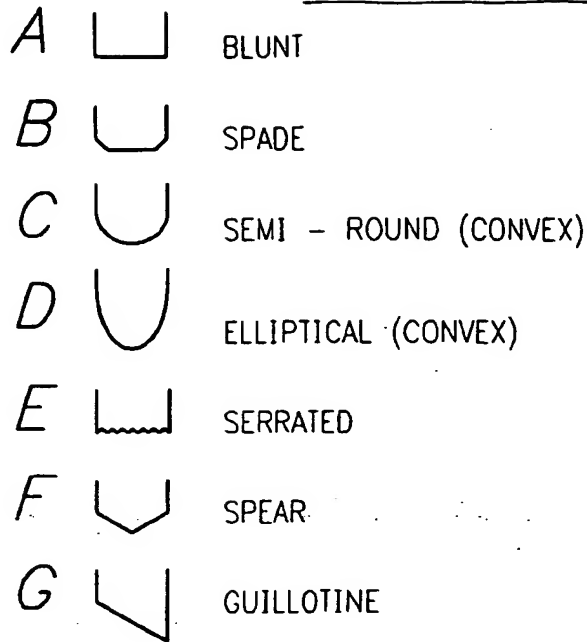 A BLUNT
B SPADE
C SEMI - ROUND (CONVEX)
D ELLIPTICAL (CONVEX)
E SERRATED
F SPEAR
G GUILLOTINE